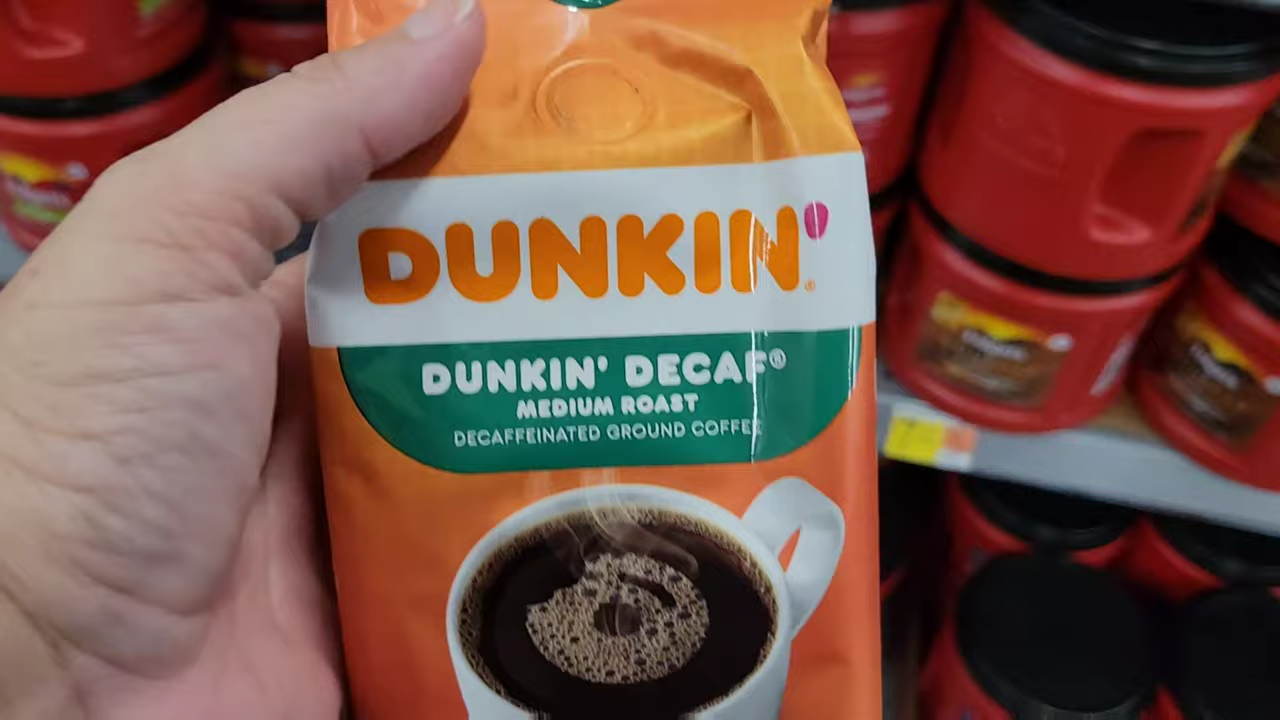 DUNKIN'®
DUNKIN' DECAF®
MEDIUM ROAST
DECAFFEINATED GROUND COFFEE